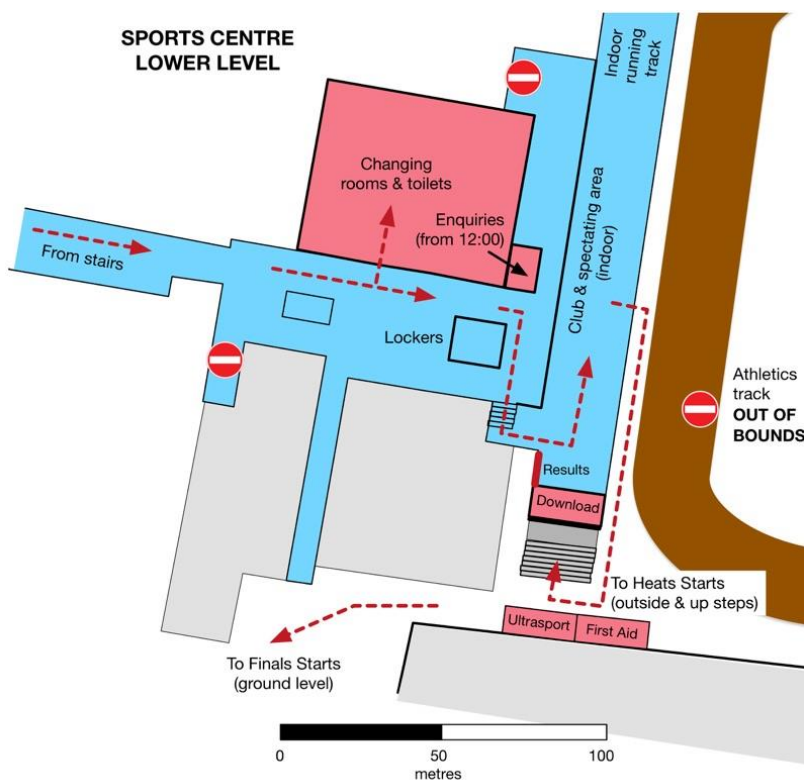 SPORTS CENTRE
LOWER LEVEL
Indoor
running
track
Changing
rooms & toilets
Enquiries
(from 12:00)
Club & spectating area
(indoor)
From stairs
Lockers
Athletics
track
OUT OF
BOUNDS
Results
Download
To Heats Starts
(outside & up steps)
Ultrasport
First Aid
To Finals Starts
(ground level)
0
50
100
metres